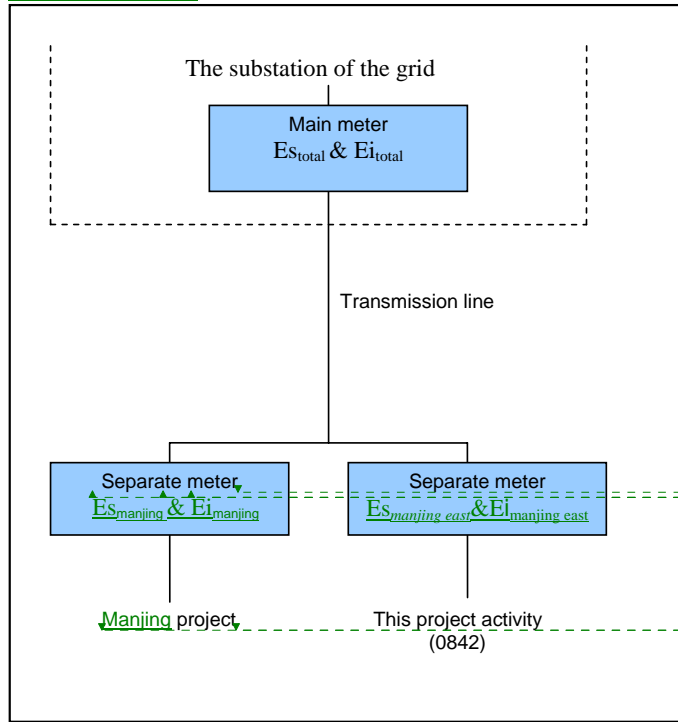 The substation of the grid
Main meter
Es_total & Ei_total
Transmission line
Separate meter
Es_manjing & Ei_manjing
Separate meter
Es_manjing east&Ei_manjing east
Manjing project
This project activity
(0842)